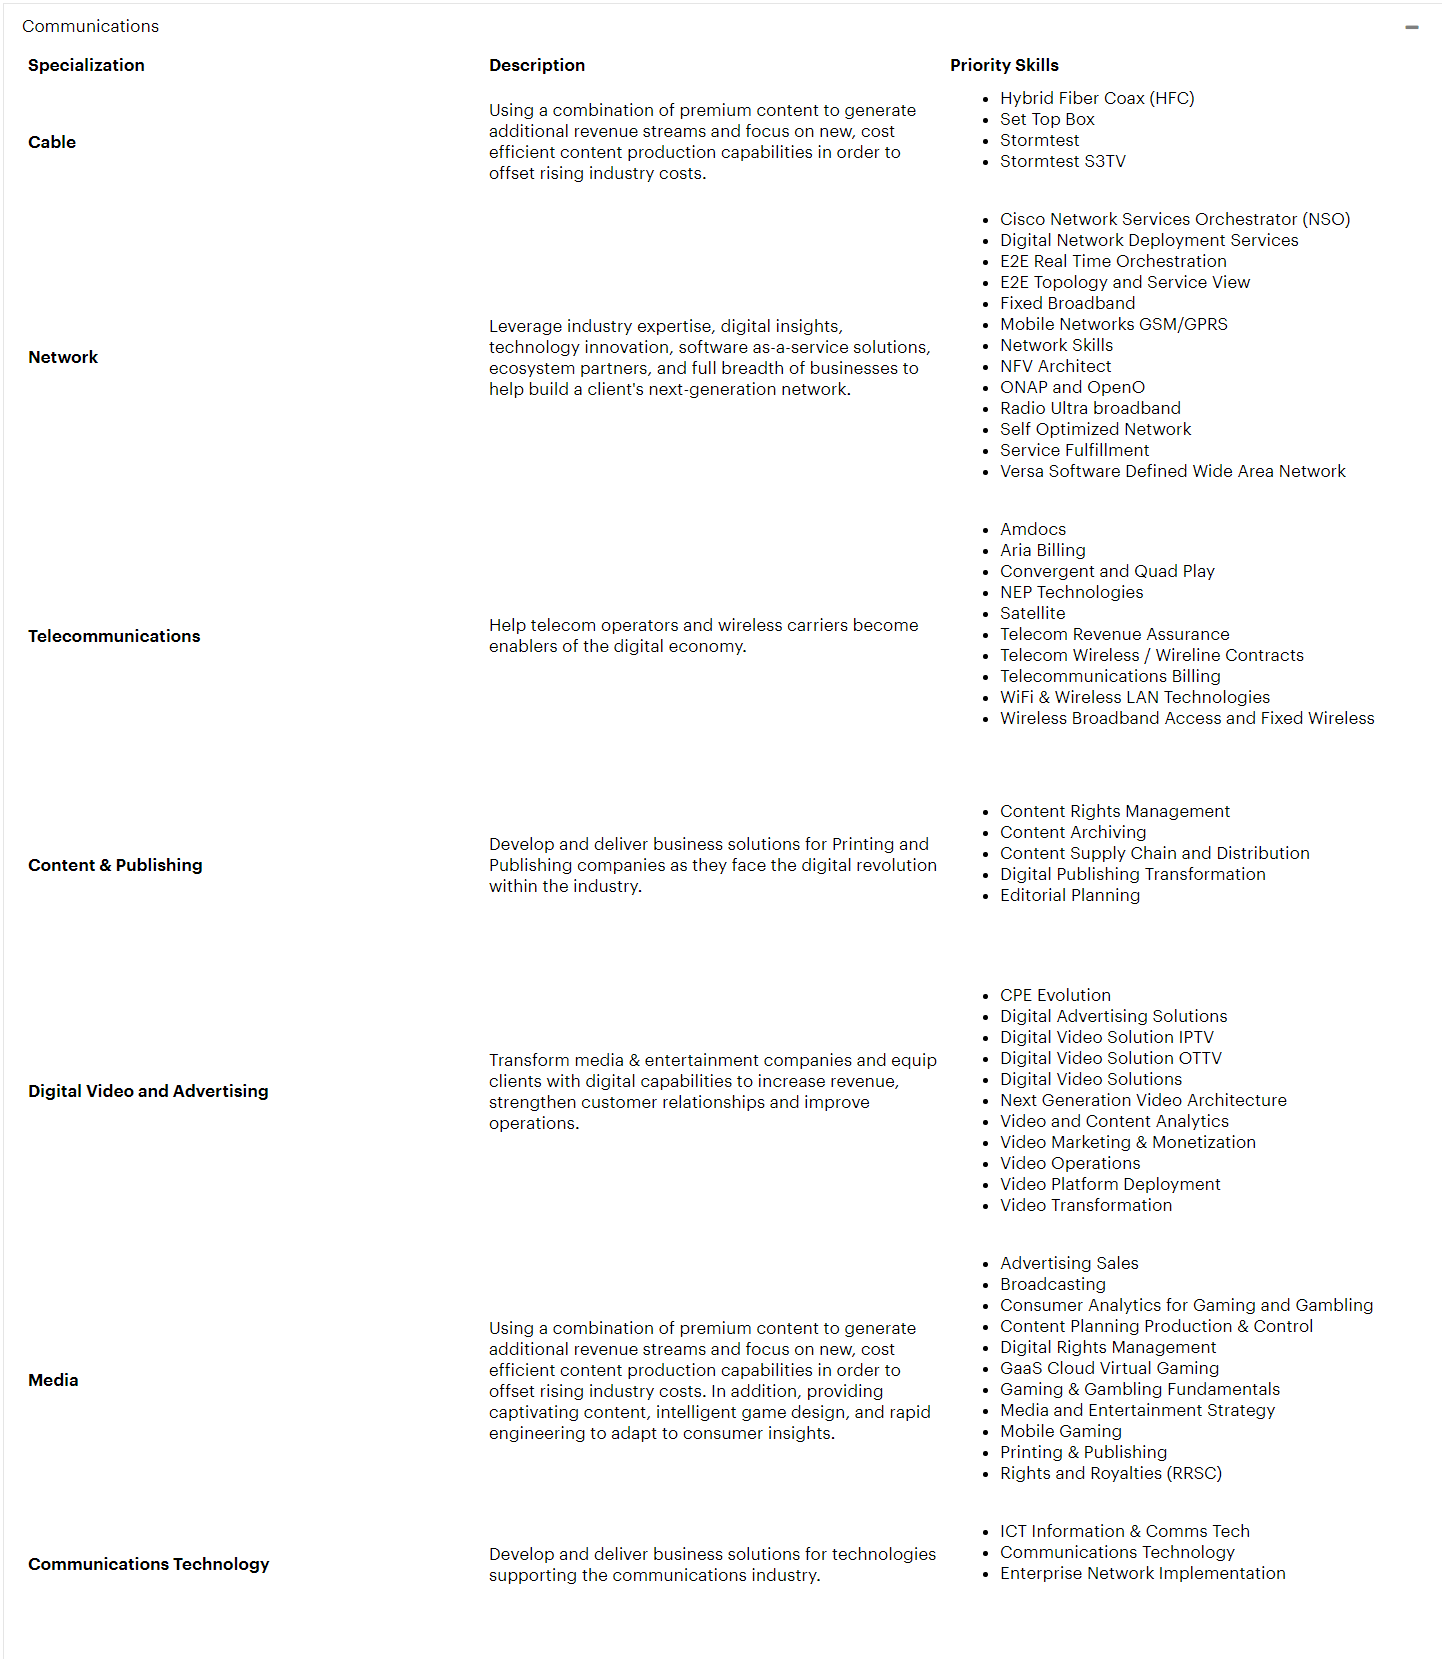 Communications
Specialization
Description
Priority Skills
Cable
Using a combination of premium content to generate
additional revenue streams and focus on new, cost
efficient content production capabilities in order to
offset rising industry costs.
• Hybrid Fiber Coax (HFC)
• Set Top Box
• Stormtest
• Stormtest S3TV
Network
Leverage industry expertise, digital insights,
technology innovation, software as-a-service solutions,
ecosystem partners, and full breadth of businesses to
help build a client's next-generation network.
• Cisco Network Services Orchestrator (NSO)
• Digital Network Deployment Services
• E2E Real Time Orchestration
• E2E Topology and Service View
• Fixed Broadband
• Mobile Networks GSM/GPRS
• Network Skills
• NFV Architect
• ONAP and OpenO
• Radio Ultra broadband
• Self Optimized Network
• Service Fulfillment
• Versa Software Defined Wide Area Network
Telecommunications
Help telecom operators and wireless carriers become
enablers of the digital economy.
• Amdocs
• Aria Billing
• Convergent and Quad Play
• NEP Technologies
• Satellite
• Telecom Revenue Assurance
• Telecom Wireless / Wireline Contracts
• Telecommunications Billing
• WiFi & Wireless LAN Technologies
• Wireless Broadband Access and Fixed Wireless
Content & Publishing
Develop and deliver business solutions for Printing and
Publishing companies as they face the digital revolution
within the industry.
• Content Rights Management
• Content Archiving
• Content Supply Chain and Distribution
• Digital Publishing Transformation
• Editorial Planning
Digital Video and Advertising
Transform media & entertainment companies and equip
clients with digital capabilities to increase revenue,
strengthen customer relationships and improve
operations.
• CPE Evolution
• Digital Advertising Solutions
• Digital Video Solution IPTV
• Digital Video Solution OTTV
• Digital Video Solutions
• Next Generation Video Architecture
• Video and Content Analytics
• Video Marketing & Monetization
• Video Operations
• Video Platform Deployment
• Video Transformation
Media
Using a combination of premium content to generate
additional revenue streams and focus on new, cost
efficient content production capabilities in order to
offset rising industry costs. In addition, providing
captivating content, intelligent game design, and rapid
engineering to adapt to consumer insights.
• Advertising Sales
• Broadcasting
• Consumer Analytics for Gaming and Gambling
• Content Planning Production & Control
• Digital Rights Management
• GaaS Cloud Virtual Gaming
• Gaming & Gambling Fundamentals
• Media and Entertainment Strategy
• Mobile Gaming
• Printing & Publishing
• Rights and Royalties (RRSC)
Communications Technology
Develop and deliver business solutions for technologies
supporting the communications industry.
• ICT Information & Comms Tech
• Communications Technology
• Enterprise Network Implementation